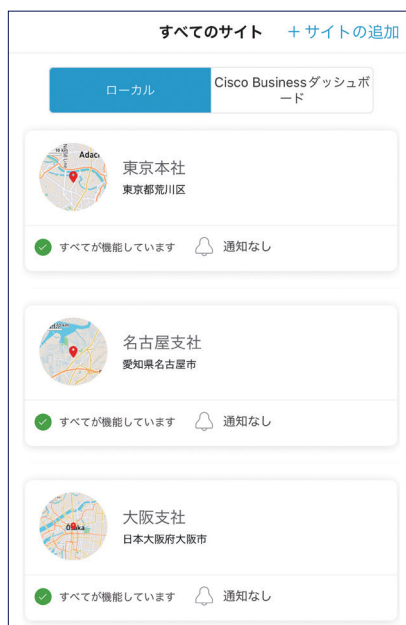 すべてのサイト ＋サイトの追加
ローカル
Cisco Businessダッシュボ
ード
Adac
東京本社
東京都荒川区
すべてが機能しています 通知なし
名古屋支社
愛知県名古屋市
すべてが機能しています 通知なし
Osaka
大阪支社
日本大阪府大阪市
すべてが機能しています 通知なし